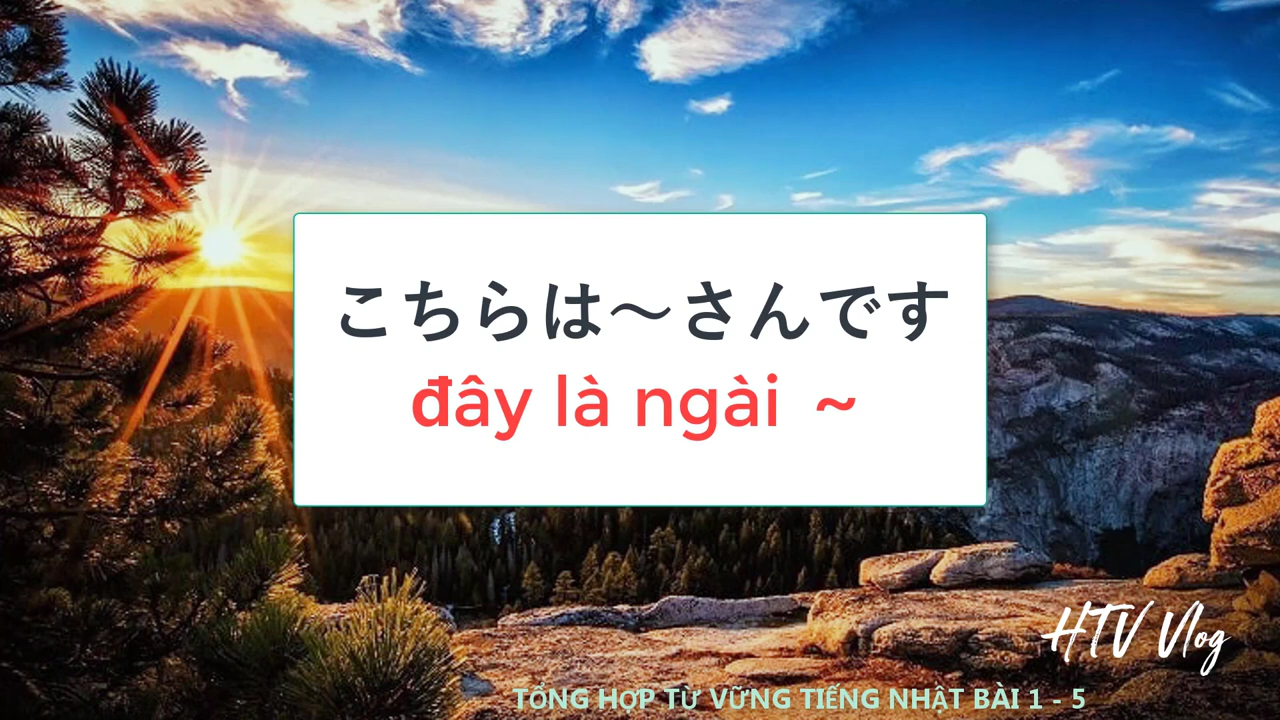 こちらは～さんです
đây là ngài ~
HTV Vlog
TỔNG HỢP TỪ VỮNG TIẾNG NHẬT BÀI 1 - 5